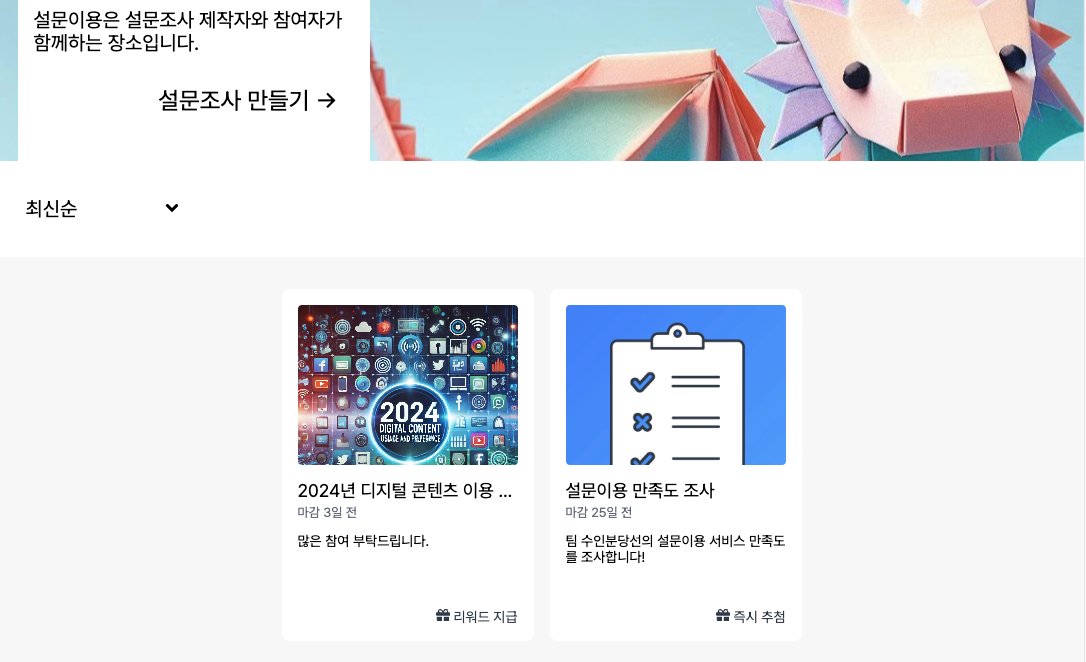 설문이용은 설문조사 제작자와 참여자가
함께하는 장소입니다.
설문조사 만들기 →
최신순
2024
DIGITAL CONTENT
USIAGE AND PREFERENCE
2024년 디지털 콘텐츠 이용 ...
마감 3일 전
많은 참여 부탁드립니다.
리워드 지급
설문이용 만족도 조사
마감 25일 전
팀 수인분당선의 설문이용 서비스 만족도
를 조사합니다!
즉시 추첨